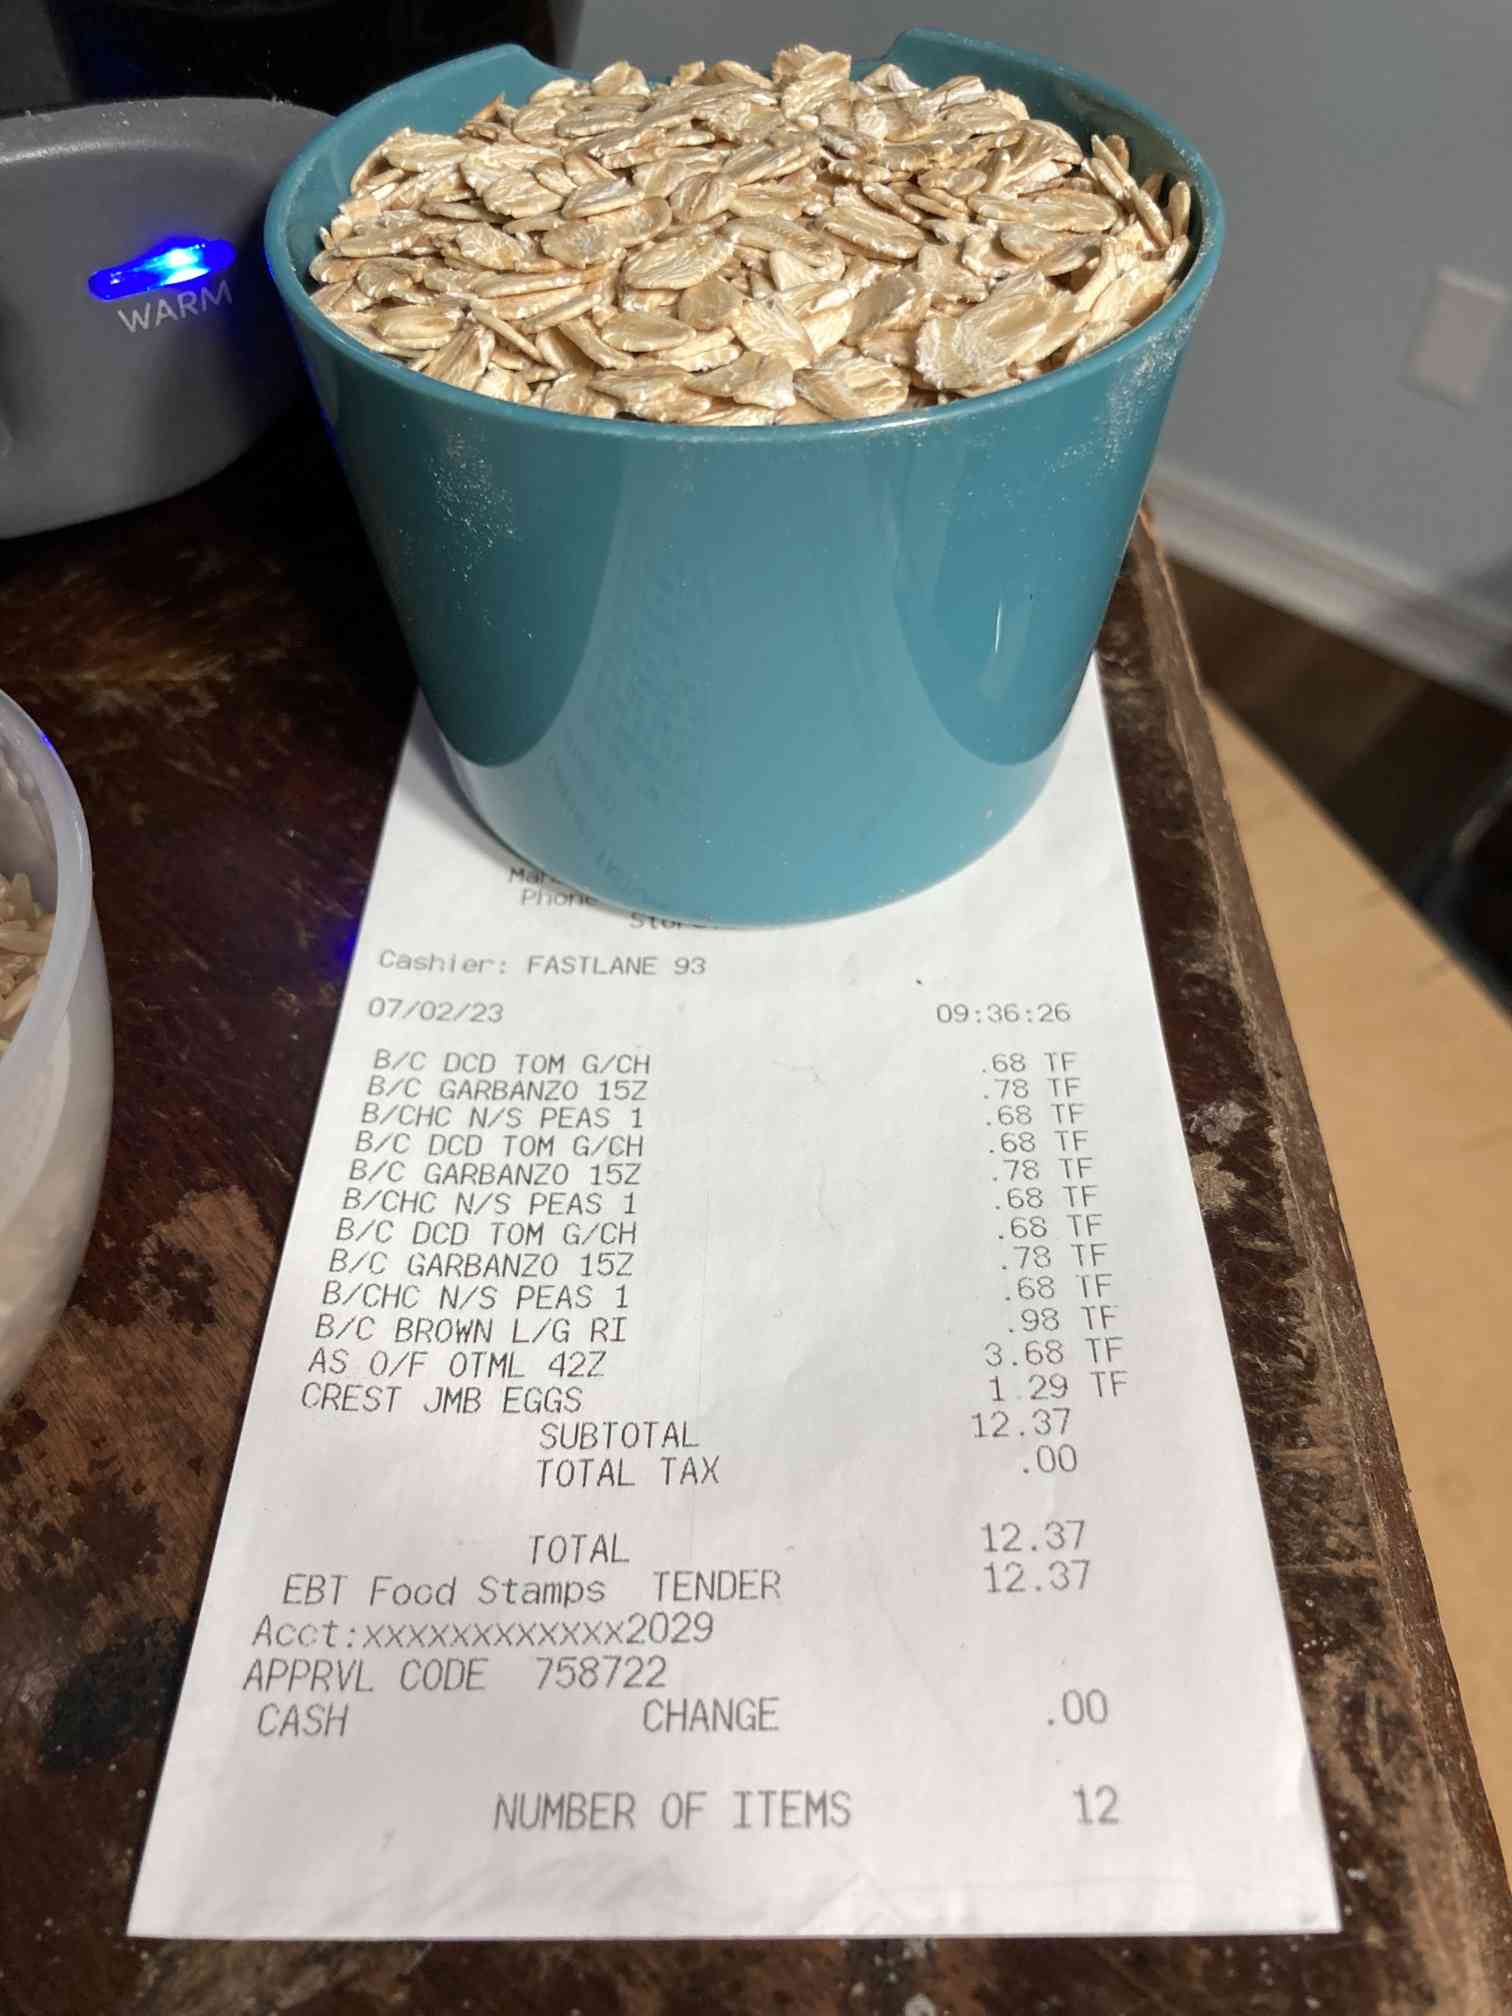 WARM
Phone
Cashier: FASTLANE 93
07/02/23 09:36:26
B/C DCD TOM G/CH .68 TF
B/C GARBANZO 15Z .78 TF
B/CHC N/S PEAS 1 .68 TF
B/C DCD TOM G/CH .68 TF
B/C GARBANZO 15Z .78 TF
B/CHC N/S PEAS 1 .68 TF
B/C DCD TOM G/CH .68 TF
B/C GARBANZO 15Z .78 TF
B/CHC N/S PEAS 1 .68 TF
B/C BROWN L/G RI .98 TF
AS O/F OTML 42Z 3.68 TF
CREST JMB EGGS 1.29 TF
SUBTOTAL 12.37
TOTAL TAX .00
TOTAL 12.37
EBT Food Stamps TENDER 12.37
Acct:xxxxxxxxxxxx2029
APPRVL CODE 758722
CASH CHANGE .00
NUMBER OF ITEMS 12